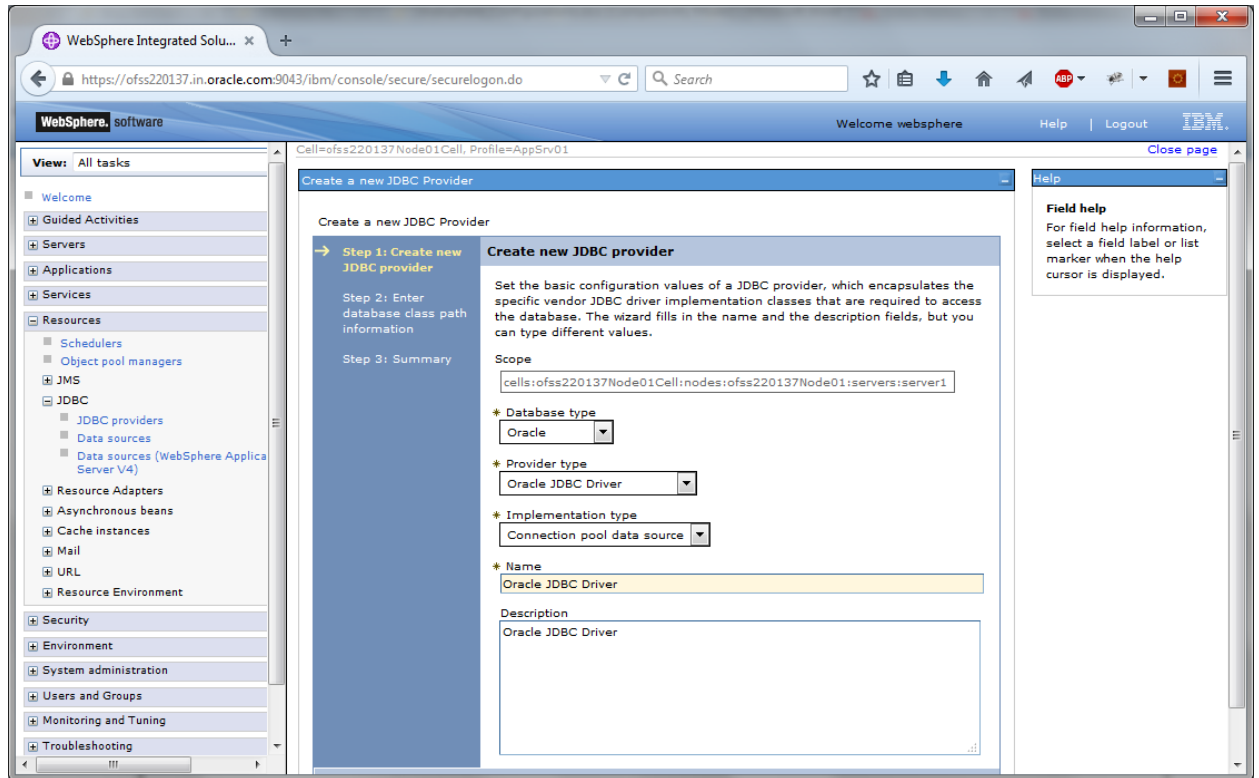 WebSphere Integrated Solu... ×
+
https://ofss220137.in.oracle.com:9043/ibm/console/secure/securelogon.do
Search
ABP
WebSphere. software
Welcome websphere
Help | Logout
IBM.
View: All tasks
Welcome
Guided Activities
Servers
Applications
Services
Resources
Schedulers
Object pool managers
JMS
JDBC
JDBC providers
Data sources
Data sources (WebSphere Applica
Server V4)
Resource Adapters
Asynchronous beans
Cache instances
Mail
URL
Resource Environment
Security
Environment
System administration
Users and Groups
Monitoring and Tuning
Troubleshooting
Cell=ofss220137Node01Cell, Profile=AppSrv01
Close page
Create a new JDBC Provider
Create a new JDBC Provider
Step 1: Create new
JDBC provider
Step 2: Enter
database class path
information
Step 3: Summary
Create new JDBC provider
Set the basic configuration values of a JDBC provider, which encapsulates the
specific vendor JDBC driver implementation classes that are required to access
the database. The wizard fills in the name and the description fields, but you
can type different values.
Scope
cells:ofss220137Node01Cell:nodes:ofss220137Node01:servers:server1
* Database type
Oracle
* Provider type
Oracle JDBC Driver
* Implementation type
Connection pool data source
* Name
Oracle JDBC Driver
Description
Oracle JDBC Driver
Help
Field help
For field help information,
select a field label or list
marker when the help
cursor is displayed.